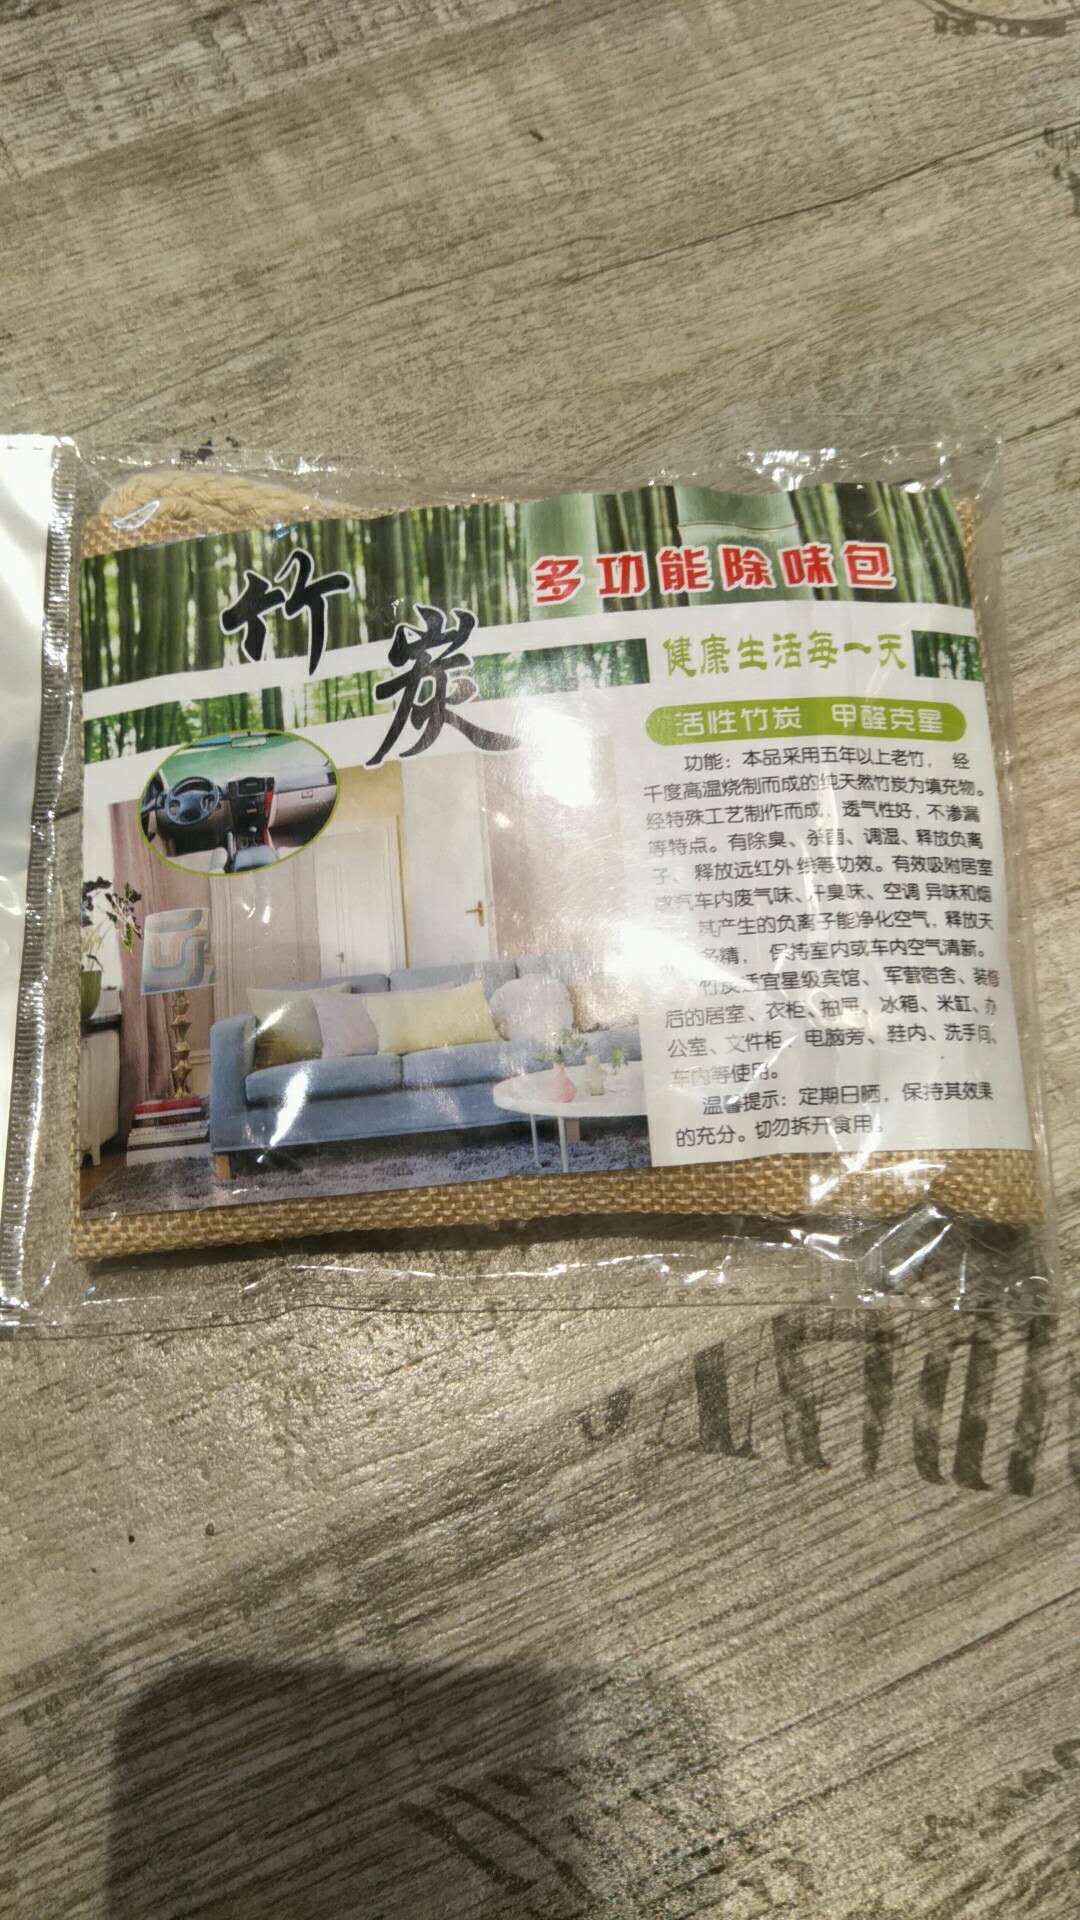 竹炭
多功能除味包
健康生活每一天
活性竹炭 甲醛克星
功能：本品采用五年以上老竹， 经
千度高温烧制而成的纯天然竹炭为填充物。
经特殊工艺制作而成，透气性好，不渗漏
等特点。有除臭、杀菌、调湿、释放负离
子、释放远红外线等功效。有效吸附居室
或汽车内废气味、汗臭味、空调 异味和烟
其产生的负离子能净化空气，释放天
多精， 保持室内或车内空气清新。
竹炭适宜星级宾馆、 军营宿舍、装修
后的居室、衣柜、抽屉、冰箱、米缸、办
公室、文件柜、电脑旁、鞋内、洗手间、
车内等使用。
温馨提示：定期日晒，保持其效果
的充分。切勿拆开食用。